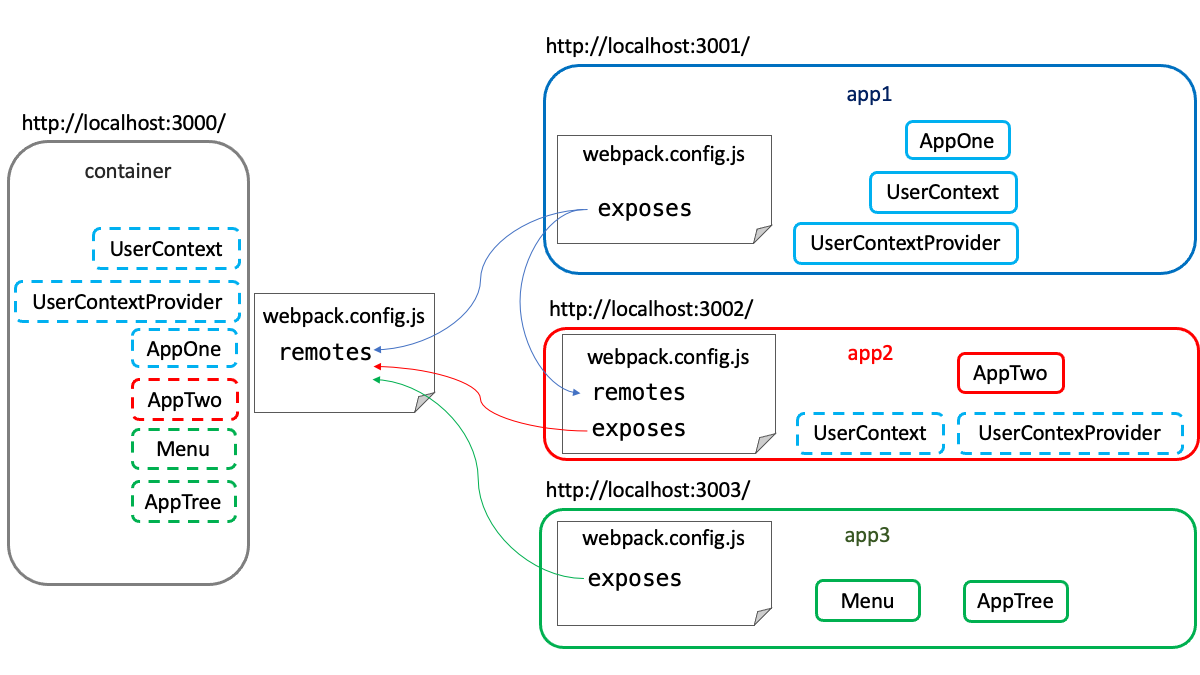 http://localhost:3000/
container
UserContext
UserContextProvider
AppOne
AppTwo
Menu
AppTree
webpack.config.js
remotes
http://localhost:3001/
app1
webpack.config.js
exposes
AppOne
UserContext
UserContextProvider
http://localhost:3002/
app2
webpack.config.js
remotes
exposes
AppTwo
UserContext
UserContexProvider
http://localhost:3003/
app3
webpack.config.js
exposes
Menu
AppTree